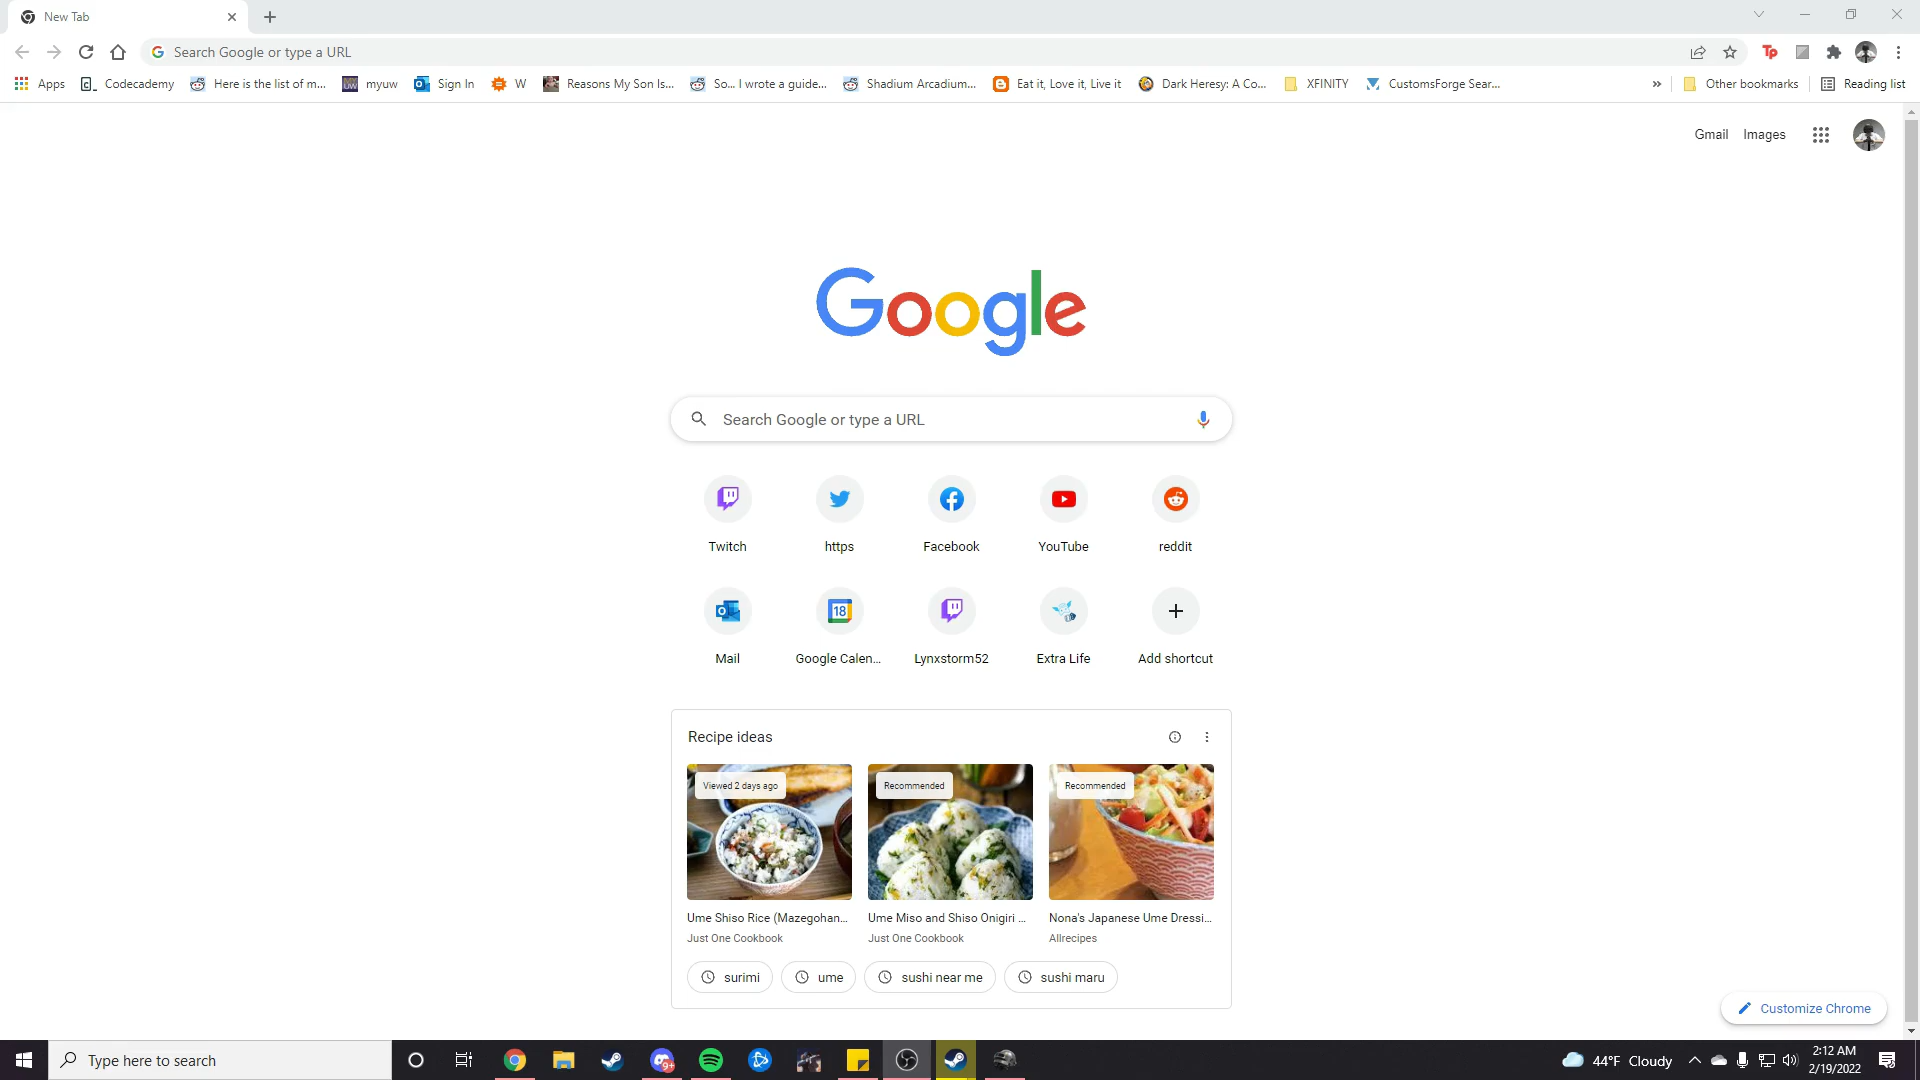 New Tab
Search Google or type a URL
Apps
Codecademy
Here is the list of m...
myuw
Sign In
W
Reasons My Son Is...
So... I wrote a guide...
Shadium Arcadium...
Eat it, Love it, Live it
Dark Heresy: A Co...
XFINITY
CustomsForge Sear...
»
Other bookmarks
Reading list
Gmail
Images
Google
Search Google or type a URL
Twitch
https
Facebook
YouTube
reddit
18
Mail
Google Calen...
Lynxstorm52
Extra Life
Add shortcut
Recipe ideas
Viewed 2 days ago
Recommended
Recommended
Ume Shiso Rice (Mazegohan...
Ume Miso and Shiso Onigiri ...
Nona's Japanese Ume Dressi...
Just One Cookbook
Just One Cookbook
Allrecipes
surimi
ume
sushi near me
sushi maru
Customize Chrome
Type here to search
9+
44°F Cloudy
2:12 AM
2/19/2022